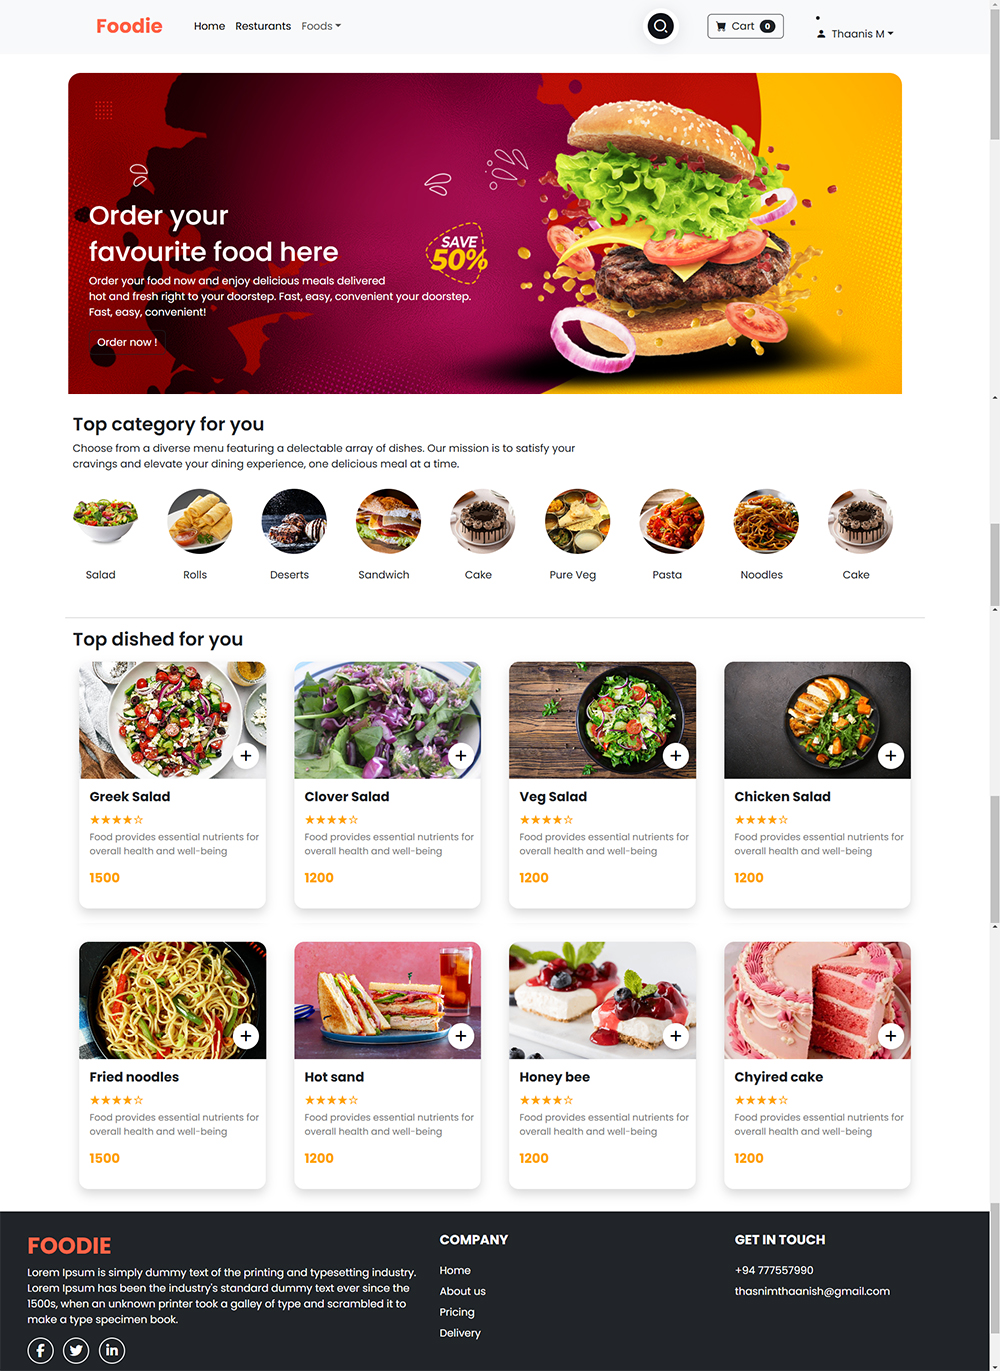 Foodie
Home Resturants Foods
Cart 0
Thaanis M
Order your
favourite food here
Order your food now and enjoy delicious meals delivered
hot and fresh right to your doorstep. Fast, easy, convenient your doorstep.
Fast, easy, convenient!
Order now !
SAVE
50%
Top category for you
Choose from a diverse menu featuring a delectable array of dishes. Our mission is to satisfy your
cravings and elevate your dining experience, one delicious meal at a time.
Salad Rolls Deserts Sandwich Cake Pure Veg Pasta Noodles Cake
Top dished for you
Greek Salad
Food provides essential nutrients for
overall health and well-being
1500
Clover Salad
Food provides essential nutrients for
overall health and well-being
1200
Veg Salad
Food provides essential nutrients for
overall health and well-being
1200
Chicken Salad
Food provides essential nutrients for
overall health and well-being
1200
Fried noodles
Food provides essential nutrients for
overall health and well-being
1500
Hot sand
Food provides essential nutrients for
overall health and well-being
1200
Honey bee
Food provides essential nutrients for
overall health and well-being
1200
Chyired cake
Food provides essential nutrients for
overall health and well-being
1200
FOODIE
Lorem Ipsum is simply dummy text of the printing and typesetting industry.
Lorem Ipsum has been the industry's standard dummy text ever since the
1500s, when an unknown printer took a galley of type and scrambled it to
make a type specimen book.
COMPANY
Home
About us
Pricing
Delivery
GET IN TOUCH
+94 777557990
thasnimthaanish@gmail.com